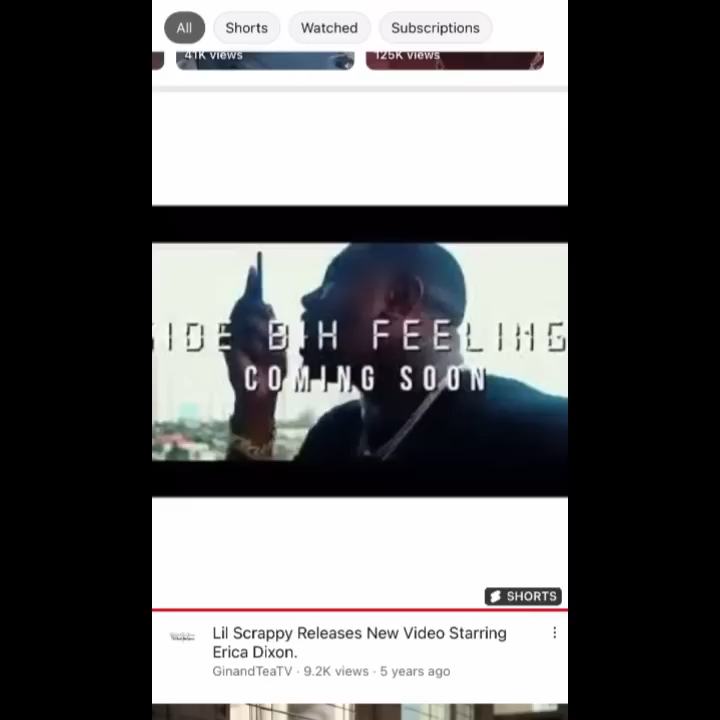 All Shorts Watched Subscriptions
41K views 125K views
IDE BIH FEELING
COMING SOON
SHORTS
Lil Scrappy Releases New Video Starring
Erica Dixon.
GinandTeaTV · 9.2K views · 5 years ago